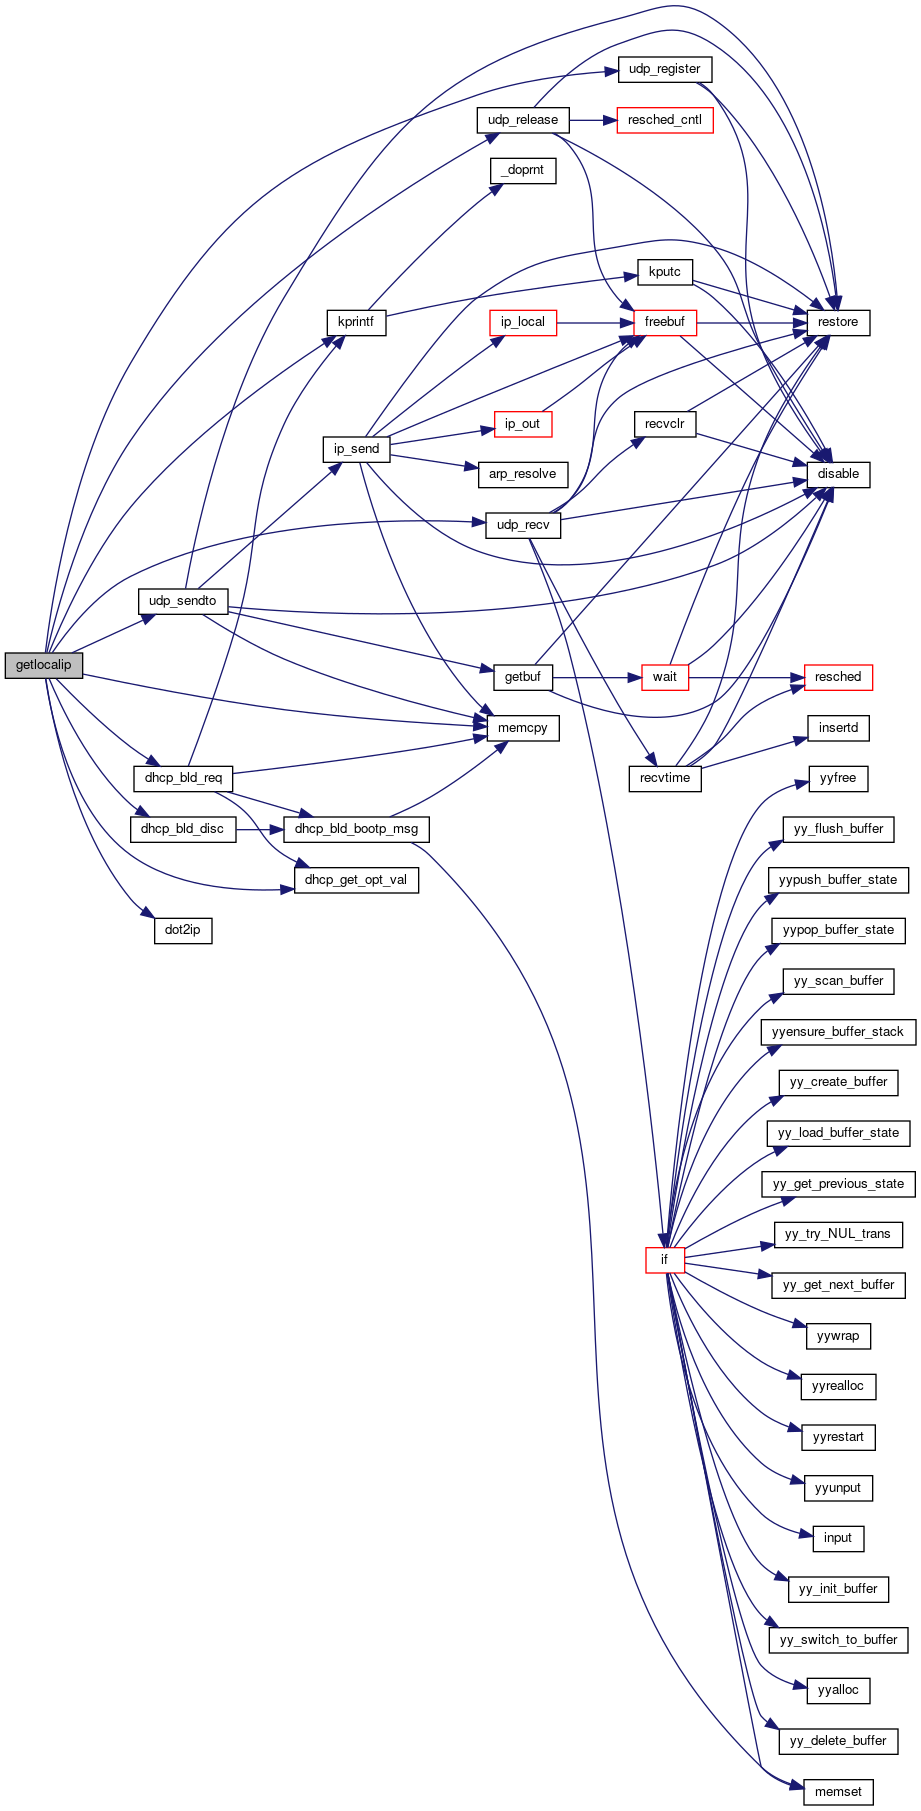 udp_register
udp_release
resched_cntl
_doprnt
kputc
kprintf
ip_local
freebuf
restore
ip_out
recvclr
ip_send
arp_resolve
disable
udp_recv
udp_sendto
getlocalip
getbuf
wait
resched
memcpy
insertd
dhcp_bld_req
recvtime
yyfree
dhcp_bld_disc
dhcp_bld_bootp_msg
yy_flush_buffer
dhcp_get_opt_val
yypush_buffer_state
dot2ip
yypop_buffer_state
yy_scan_buffer
yyensure_buffer_stack
yy_create_buffer
yy_load_buffer_state
yy_get_previous_state
yy_try_NUL_trans
if
yy_get_next_buffer
yywrap
yyrealloc
yyrestart
yyunput
input
yy_init_buffer
yy_switch_to_buffer
yyalloc
yy_delete_buffer
memset